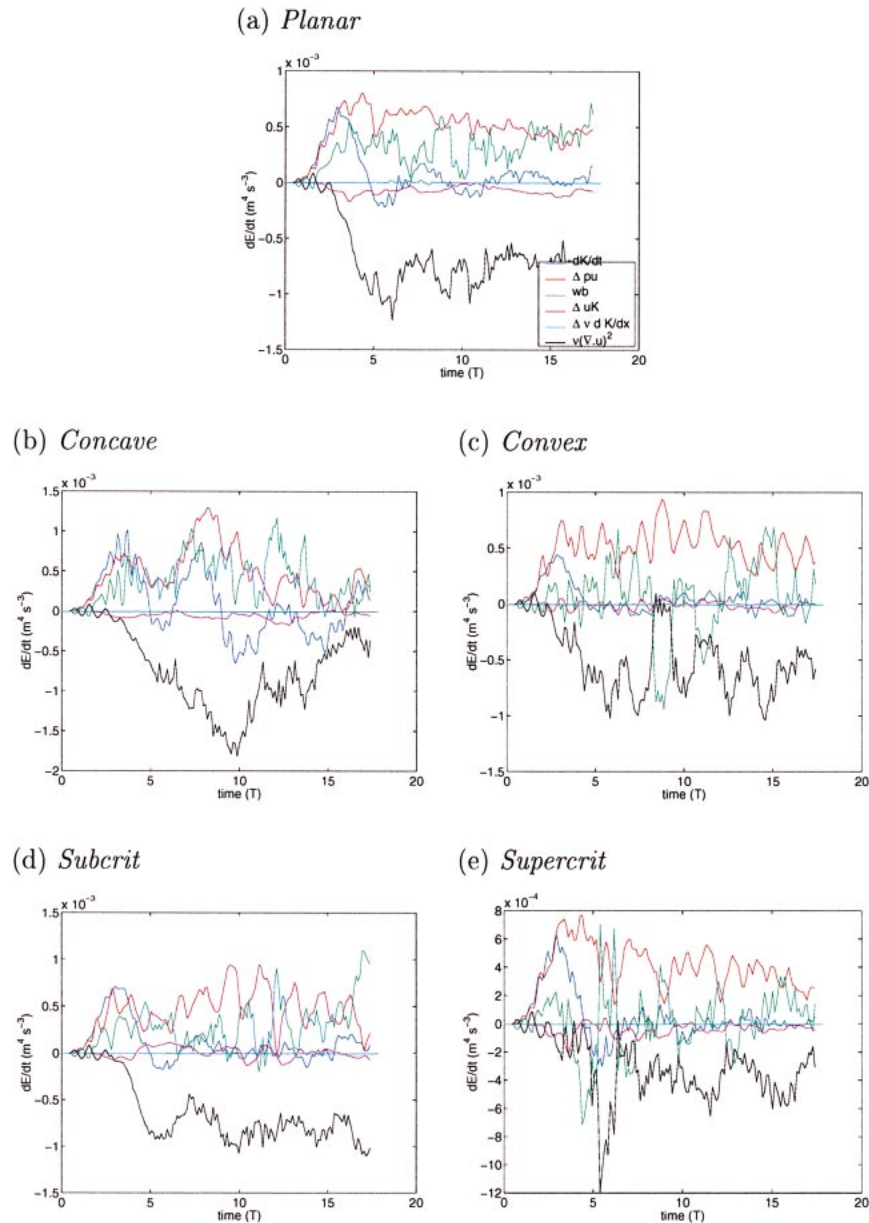 (a) Planar
x 10⁻³
1
0.5
0
−0.5
−1
−1.5
dE/dt (m⁴ s⁻³)
dK/dt
Δ pu
wb
Δ uK
Δ ν d K/dx
ν(∇.u)²
0 5 10 15 20
time (T)
(b) Concave
x 10⁻³
1.5
1
0.5
0
−0.5
−1
−1.5
−2
dE/dt (m⁴ s⁻³)
0 5 10 15 20
time (T)
(c) Convex
x 10⁻³
1
0.5
0
−0.5
−1
−1.5
dE/dt (m⁴ s⁻³)
0 5 10 15 20
time (T)
(d) Subcrit
x 10⁻³
1.5
1
0.5
0
−0.5
−1
−1.5
dE/dt (m⁴ s⁻³)
0 5 10 15 20
time (T)
(e) Supercrit
x 10⁻⁴
8
6
4
2
0
−2
−4
−6
−8
−10
−12
dE/dt (m⁴ s⁻³)
0 5 10 15 20
time (T)